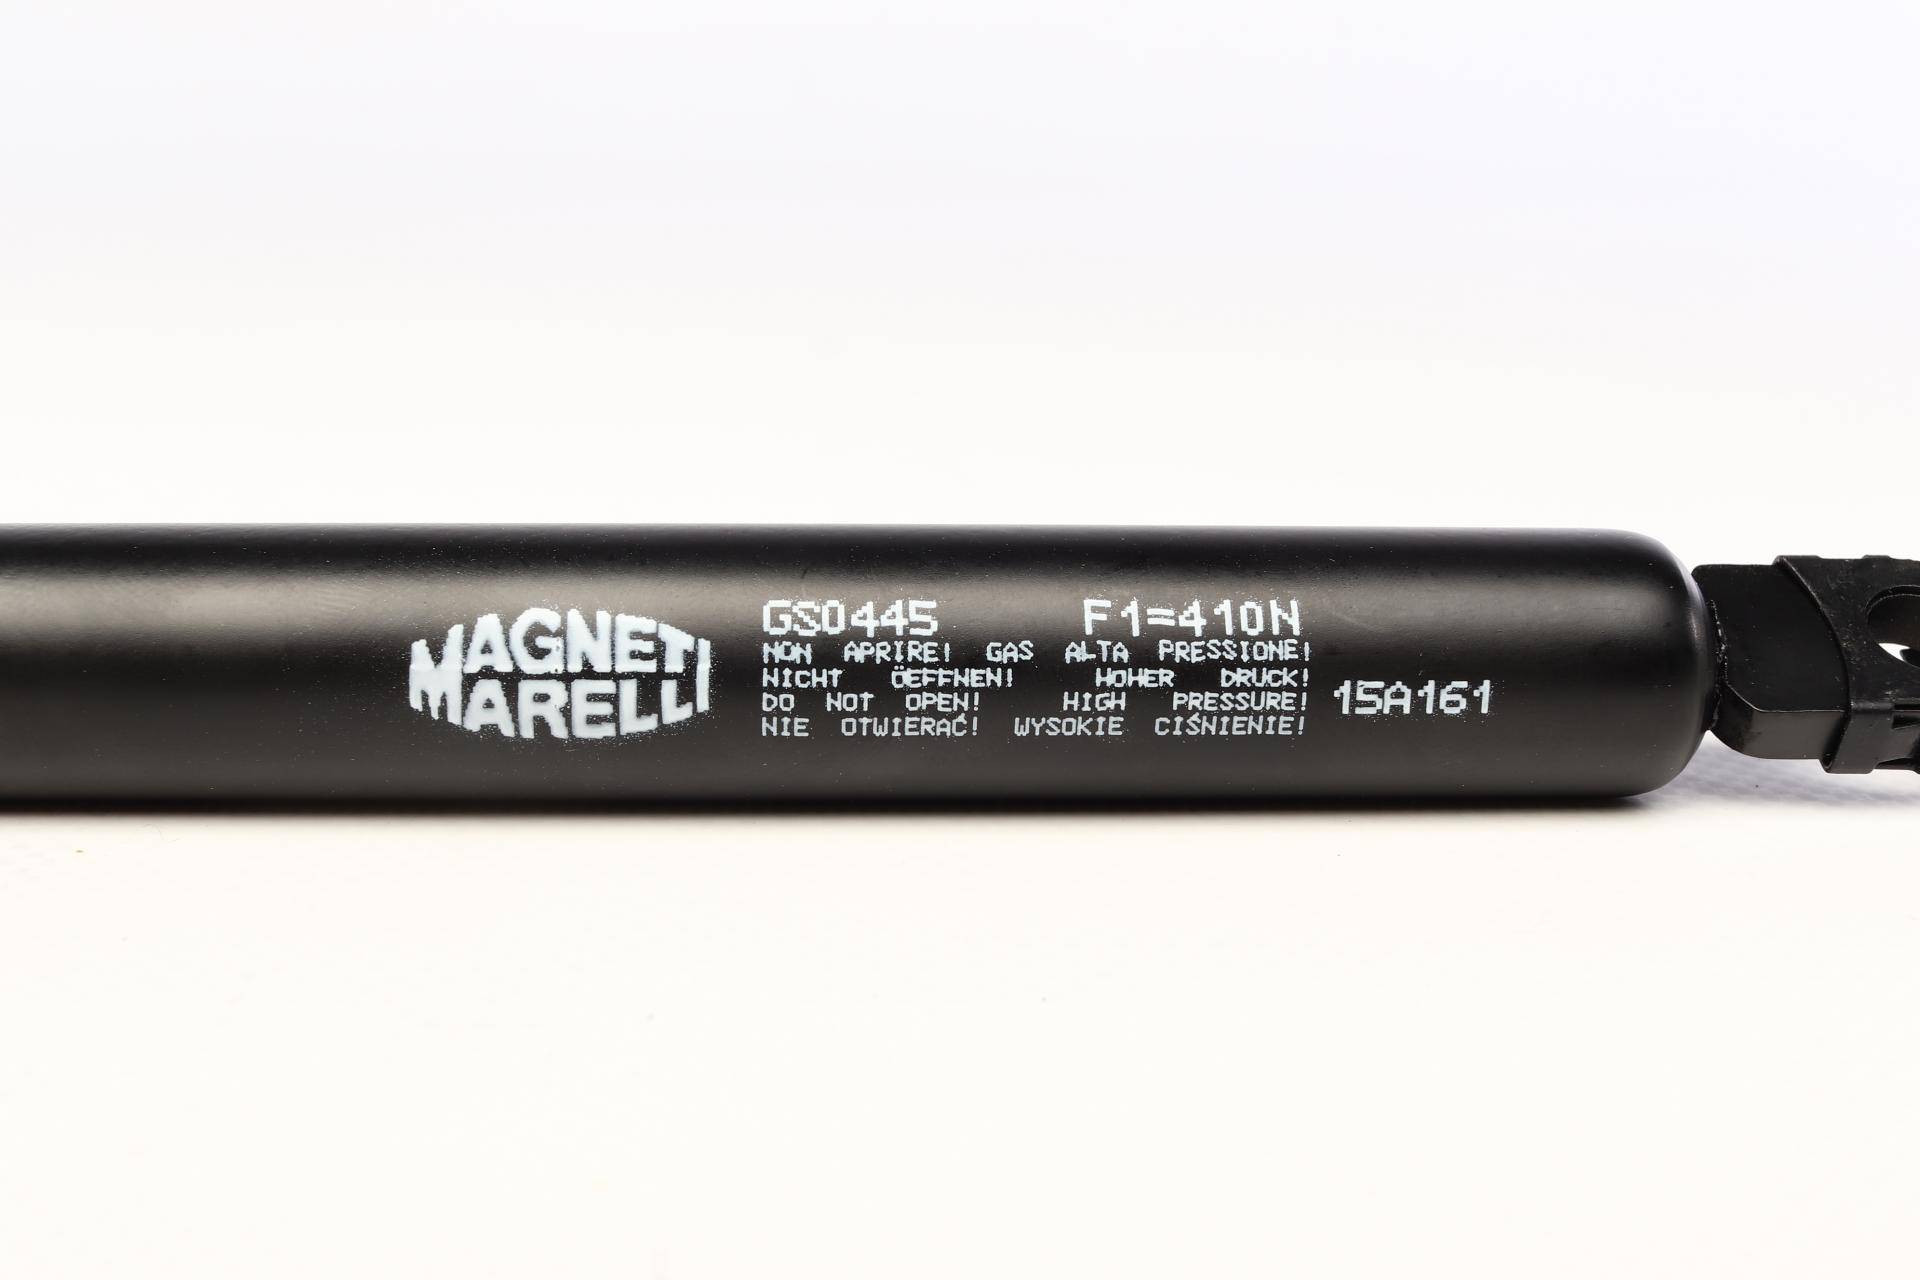 MAGNETI
MARELLI
GS0445 F1=410N
NON APRIRE! GAS ALTA PRESSIONE!
NICHT ÖEFFNEN! HOHER DRUCK!
DO NOT OPEN! HIGH PRESSURE!
NIE OTWIERAĆ! WYSOKIE CIŚNIENIE!
15A161